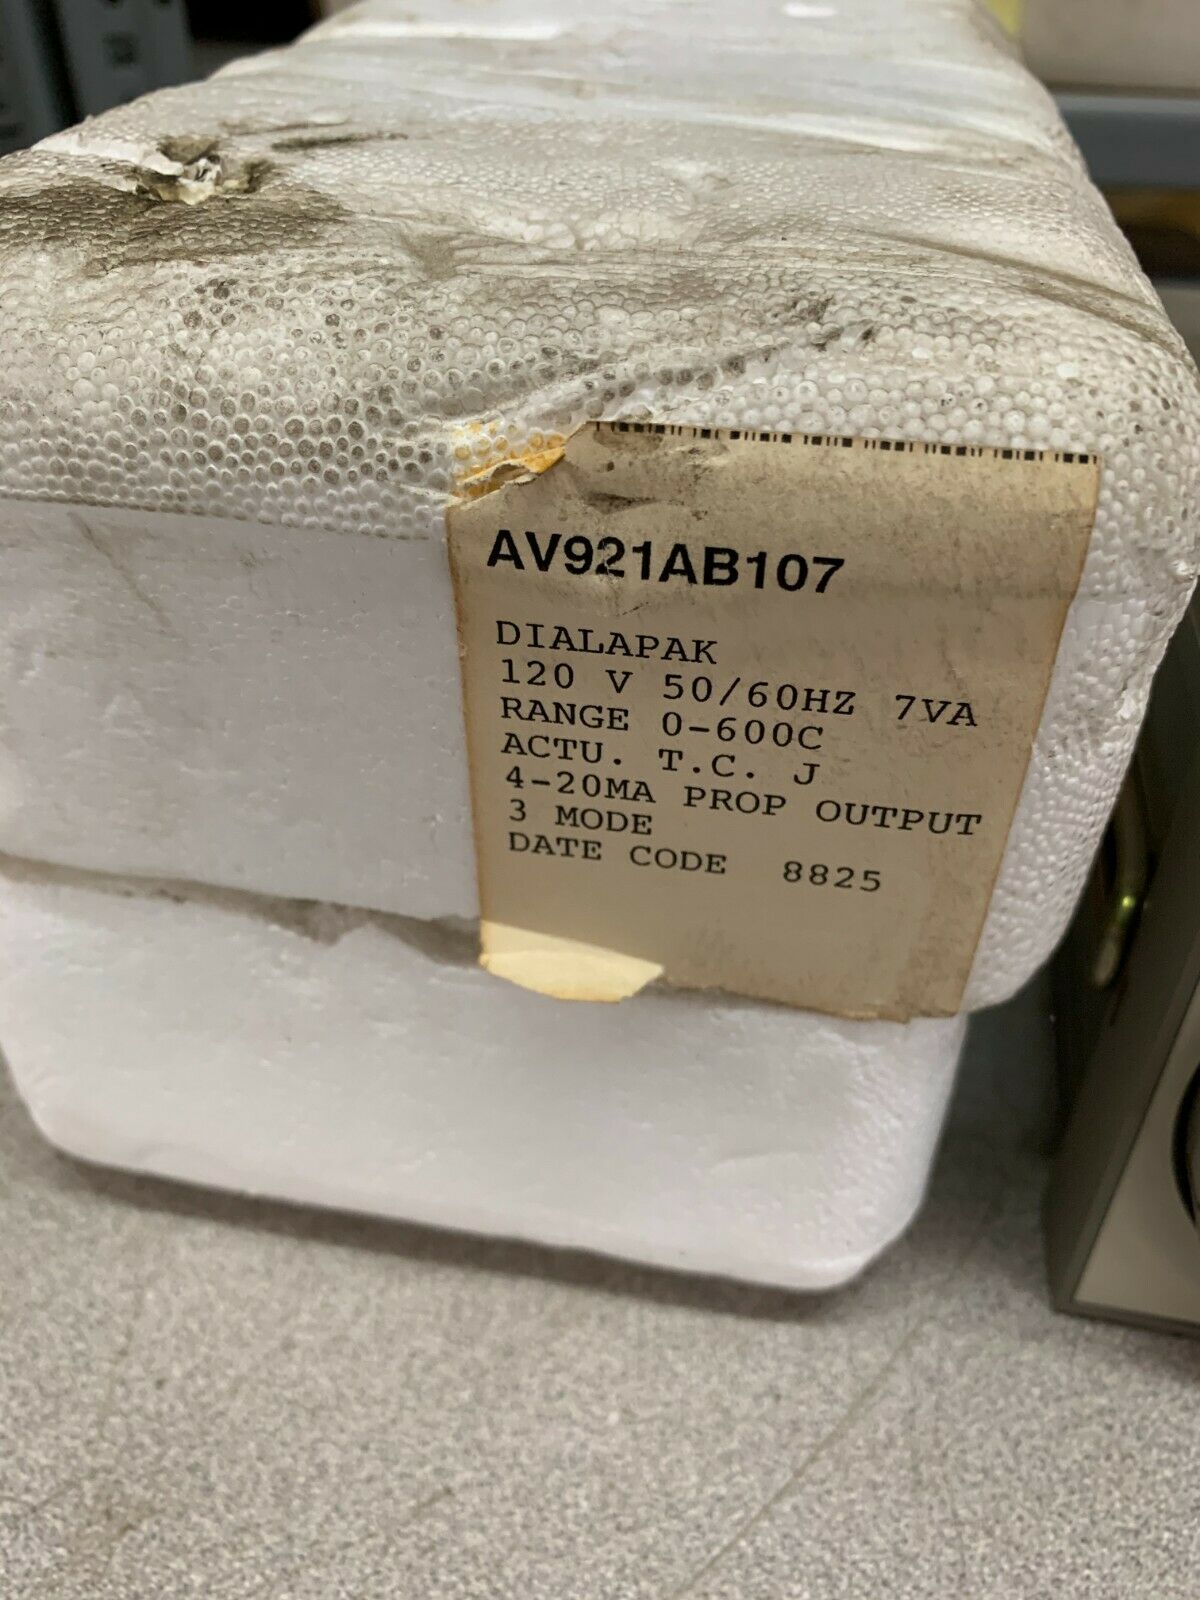 AV921AB107
DIALAPAK
120 V 50/60HZ 7VA
RANGE 0-600C
ACTU. T.C. J
4-20MA PROP OUTPUT
3 MODE
DATE CODE 8825